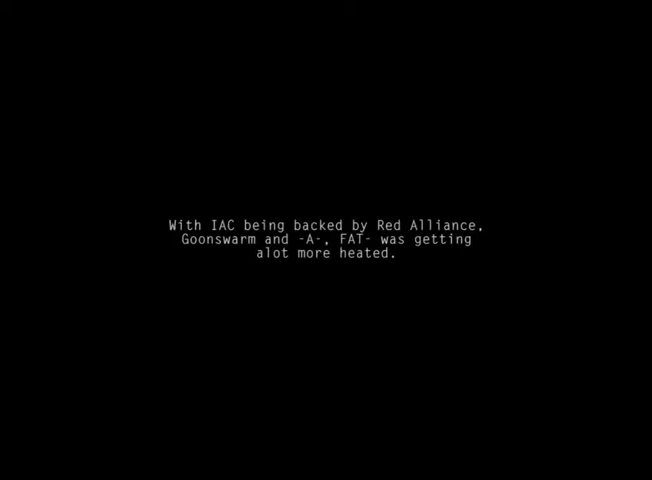 With IAC being backed by Red Alliance,
Goonswarm and -A-, FAT- was getting
alot more heated.